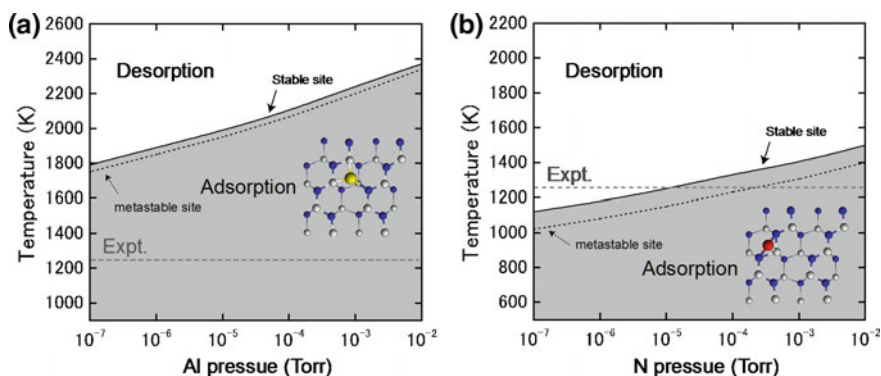 (a)
2600
2400
2200
2000
1800
1600
1400
1200
1000
Temperature (K)
Desorption
Stable site
Adsorption
metastable site
Expt.
10⁻⁷ 10⁻⁶ 10⁻⁵ 10⁻⁴ 10⁻³ 10⁻²
Al pressue (Torr)
(b)
2200
2000
1800
1600
1400
1200
1000
800
600
Temperature (K)
Desorption
Stable site
Expt.
metastable site
Adsorption
10⁻⁷ 10⁻⁶ 10⁻⁵ 10⁻⁴ 10⁻³ 10⁻²
N pressue (Torr)